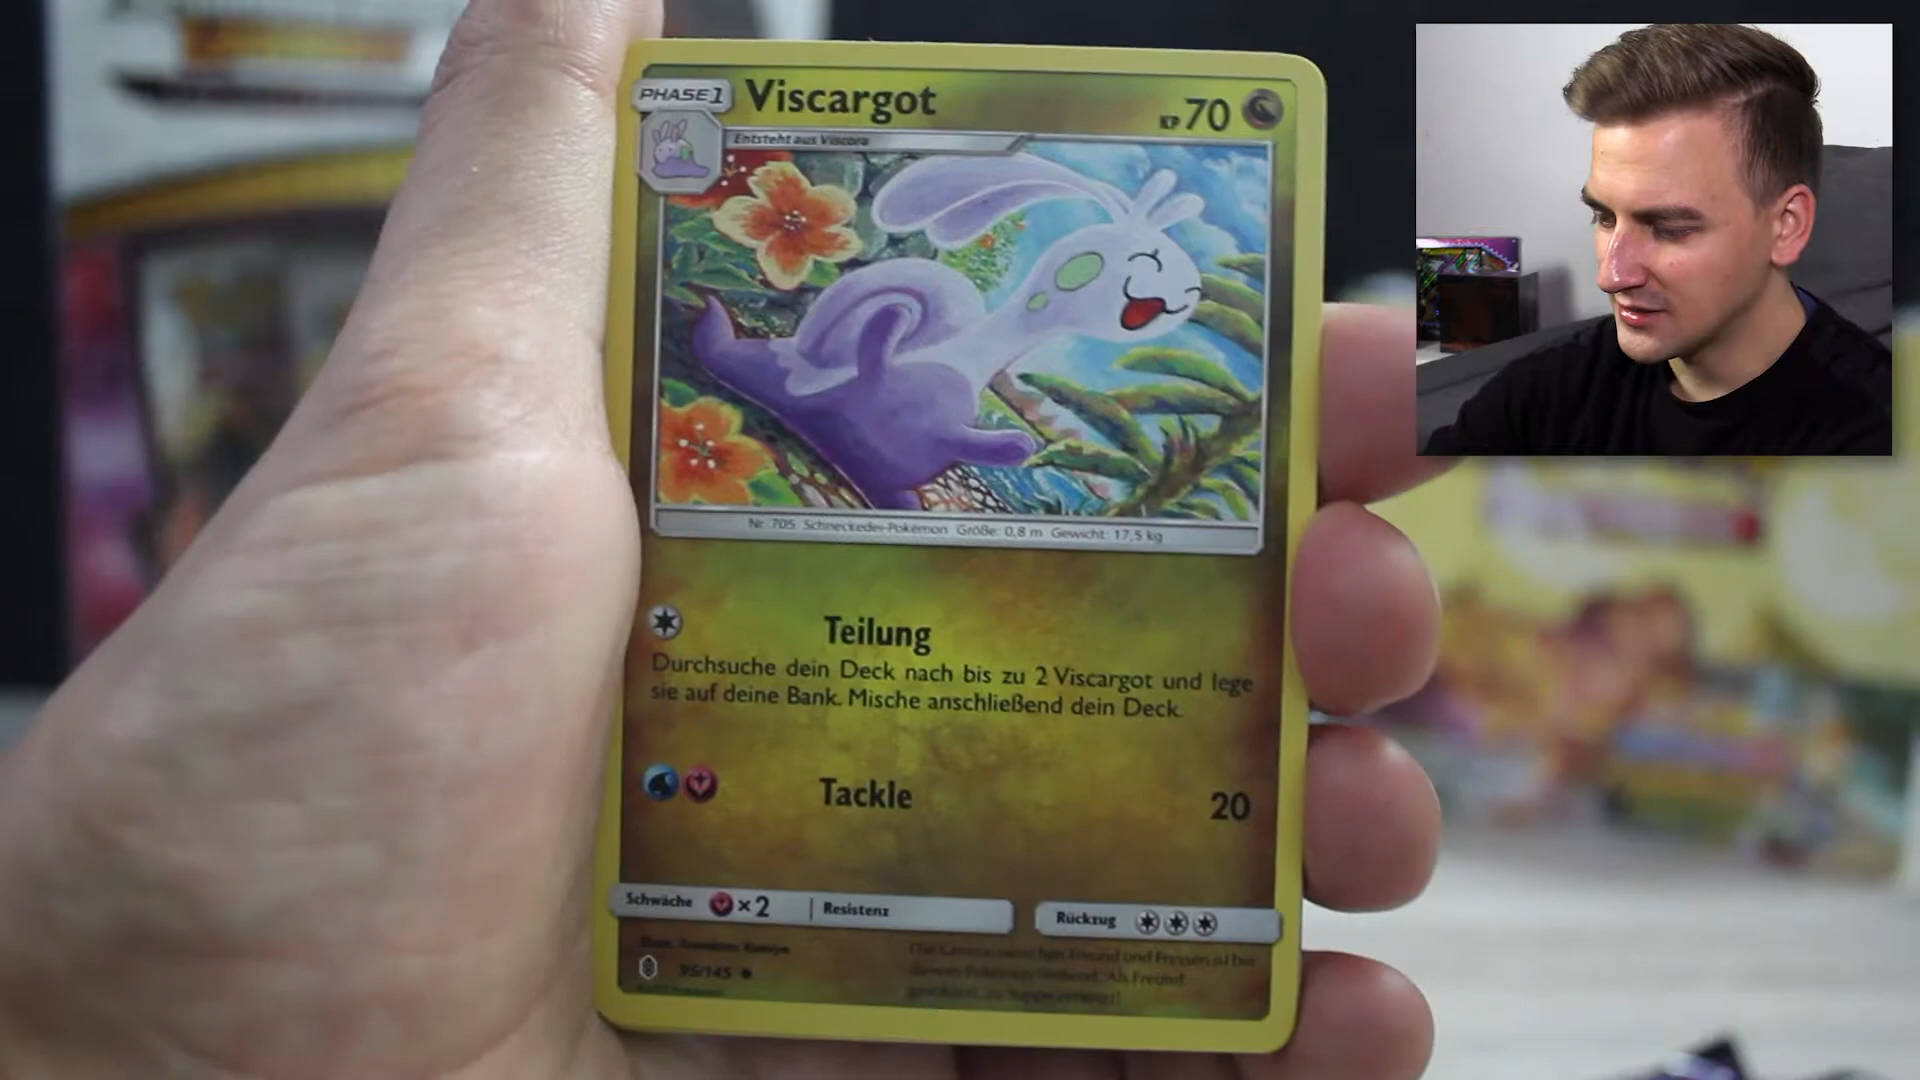 PHASE 1
Viscargot
KP 70
Entsteht aus Viscora
Nr. 705 Schneckedei-Pokémon Größe: 0,8 m Gewicht: 17,5 kg
Teilung
Durchsuche dein Deck nach bis zu 2 Viscargot und lege
sie auf deine Bank. Mische anschließend dein Deck.
Tackle 20
Schwäche ×2 Resistenz Rückzug
95/145